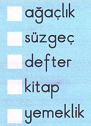 ağaçlık
süzgeç
defter
kitap
yemeklik